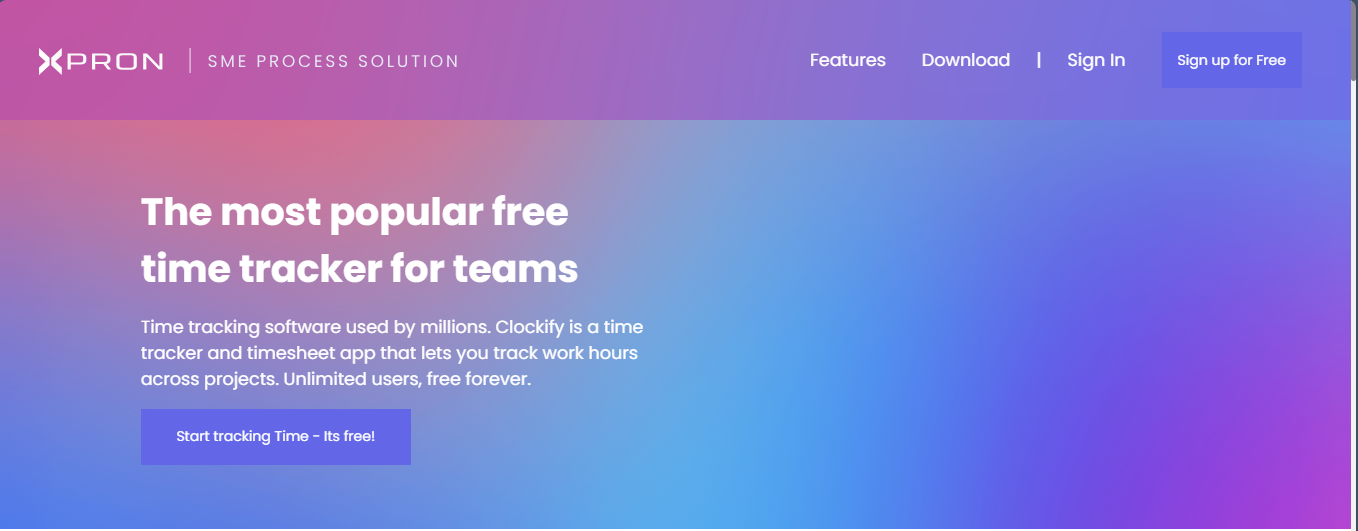 XPRON | SME PROCESS SOLUTION
Features Download | Sign In Sign up for Free
The most popular free
time tracker for teams
Time tracking software used by millions. Clockify is a time
tracker and timesheet app that lets you track work hours
across projects. Unlimited users, free forever.
Start tracking Time - Its free!